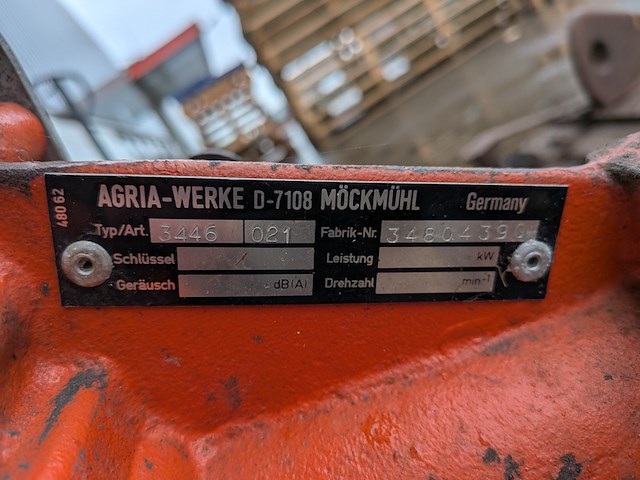 48062
AGRIA-WERKE D-7108 MÖCKMÜHL Germany
Typ/Art. 3446 021 Fabrik-Nr. 34804390
Schlüssel / Leistung kW
Geräusch dB(A) Drehzahl min⁻¹